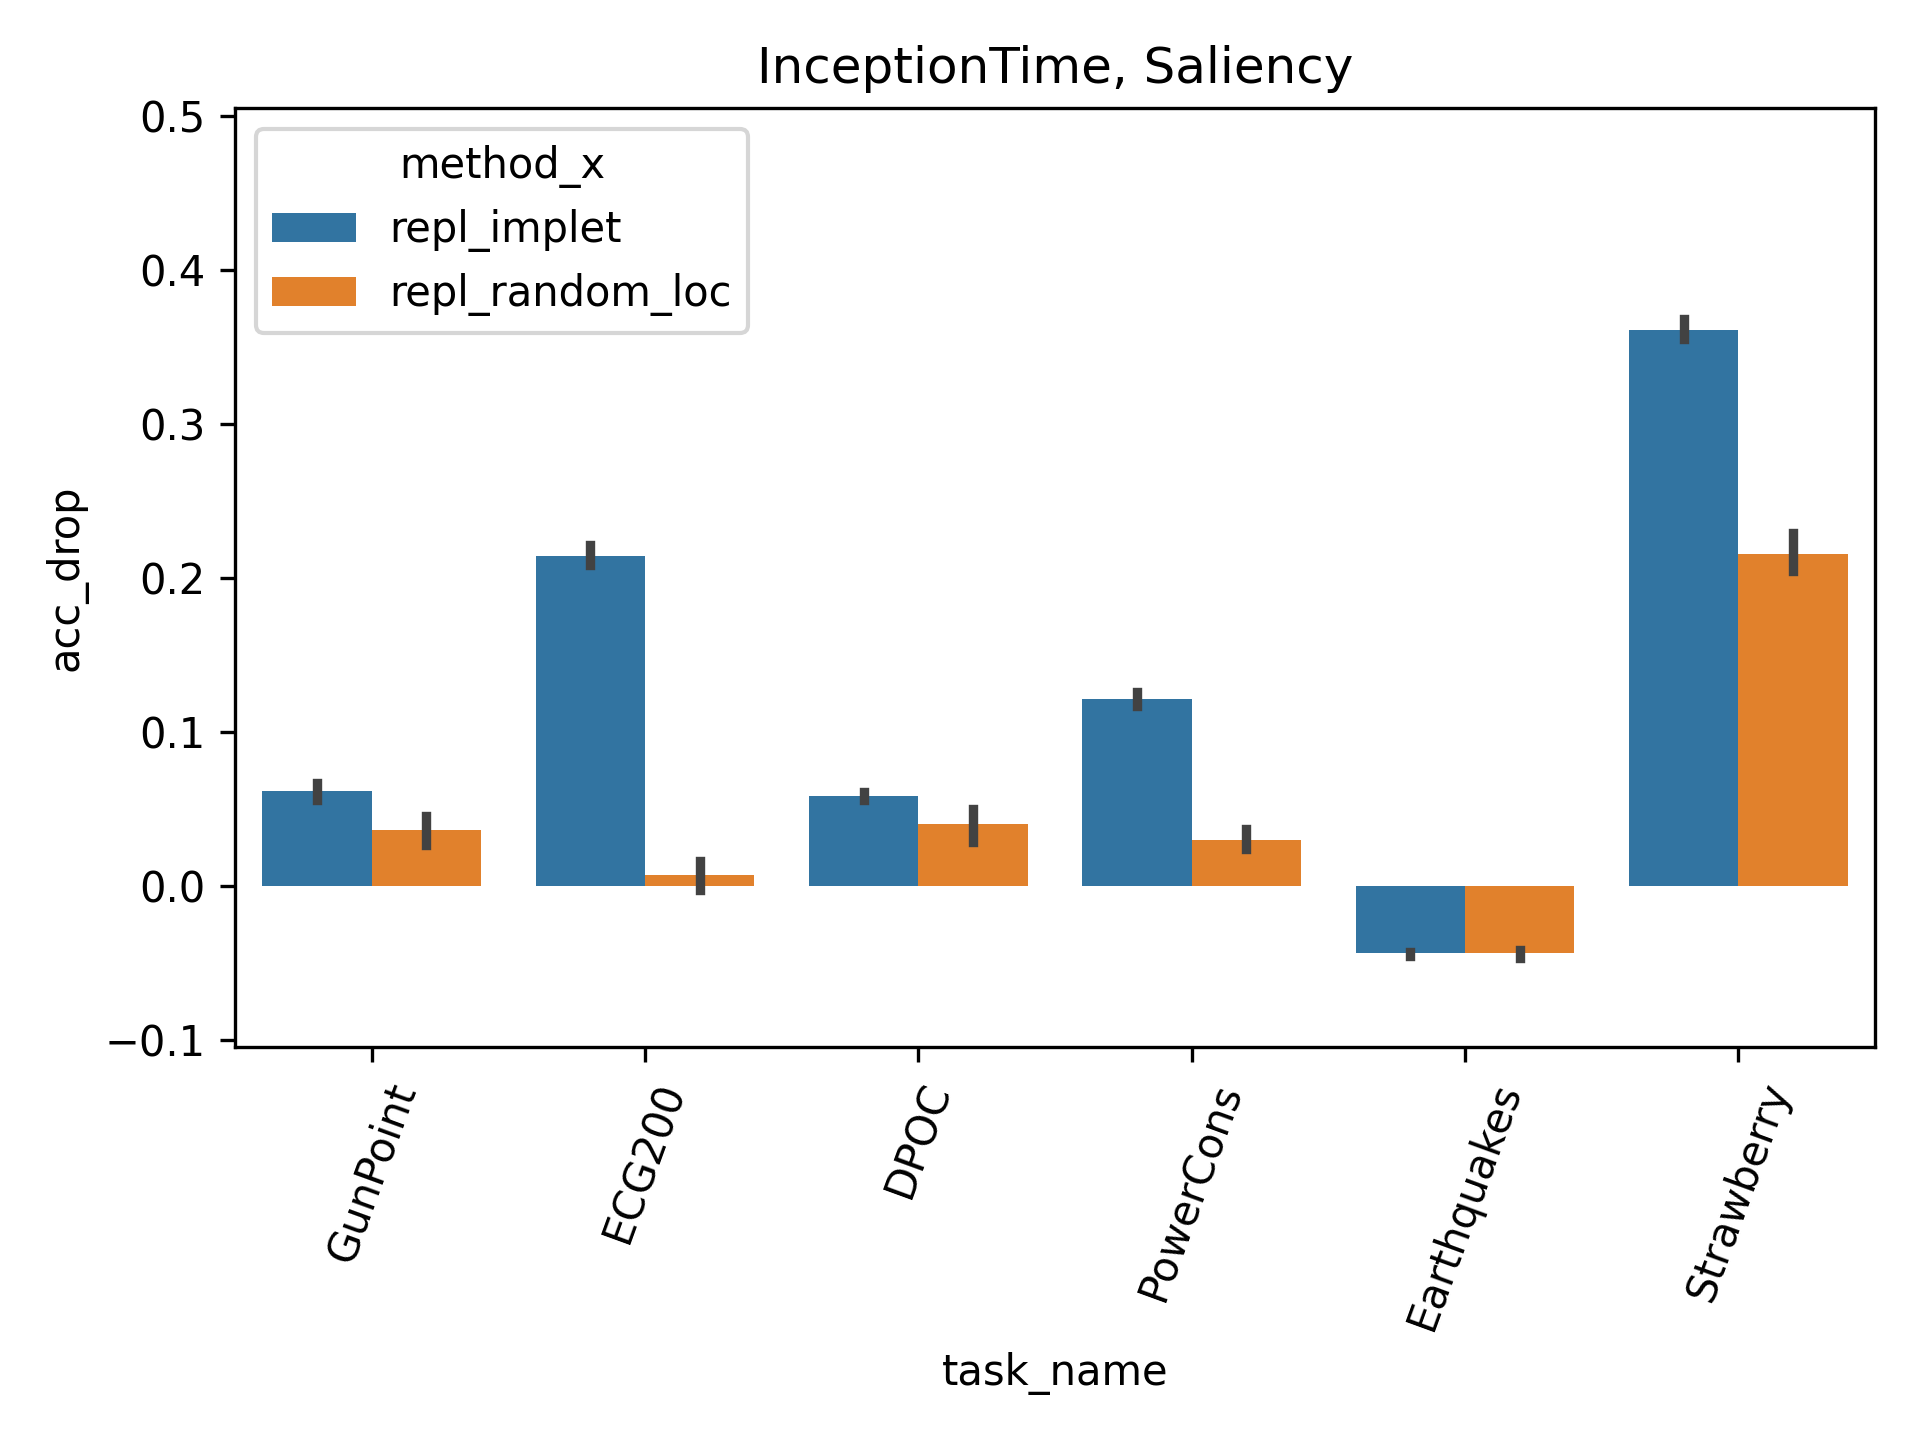 InceptionTime, Saliency
0.5
0.4
0.3
0.2
0.1
0.0
−0.1
acc_drop
method_x
repl_implet
repl_random_loc
GunPoint
ECG200
DPOC
PowerCons
Earthquakes
Strawberry
task_name